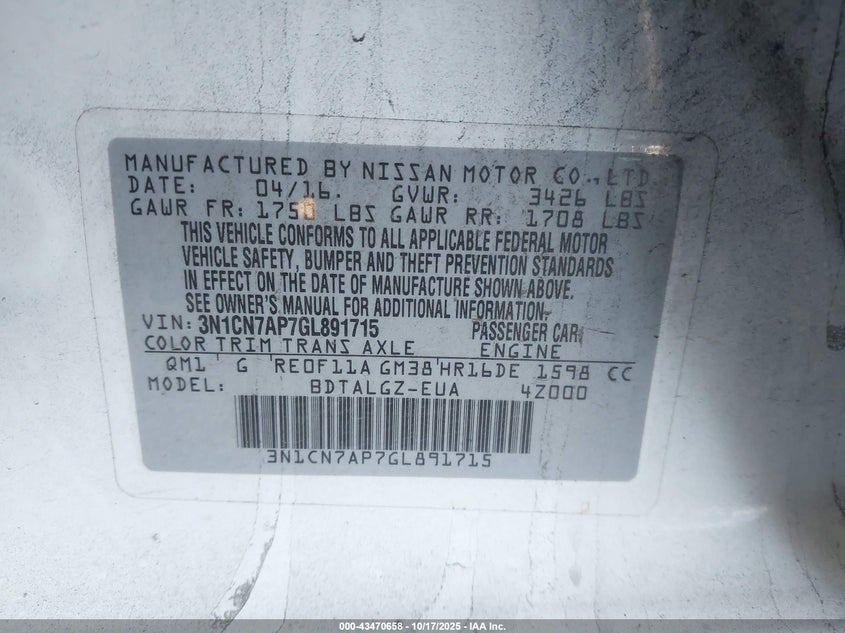 MANUFACTURED BY NISSAN MOTOR CO., LTD.
DATE: 04/16. GVWR: 3426 LBS
GAWR FR: 1750 LBS GAWR RR: 1708 LBS
THIS VEHICLE CONFORMS TO ALL APPLICABLE FEDERAL MOTOR
VEHICLE SAFETY, BUMPER AND THEFT PREVENTION STANDARDS
IN EFFECT ON THE DATE OF MANUFACTURE SHOWN ABOVE.
SEE OWNER'S MANUAL FOR ADDITIONAL INFORMATION.
VIN: 3N1CN7AP7GL891715 PASSENGER CAR
COLOR TRIM TRANS AXLE ENGINE
QM1 G RE0F11A GM38 HR16DE 1598 CC
MODEL: BDTALGZ-EUA 4Z000
3N1CN7AP7GL891715
000-43470658 - 10/17/2025 - IAA Inc.